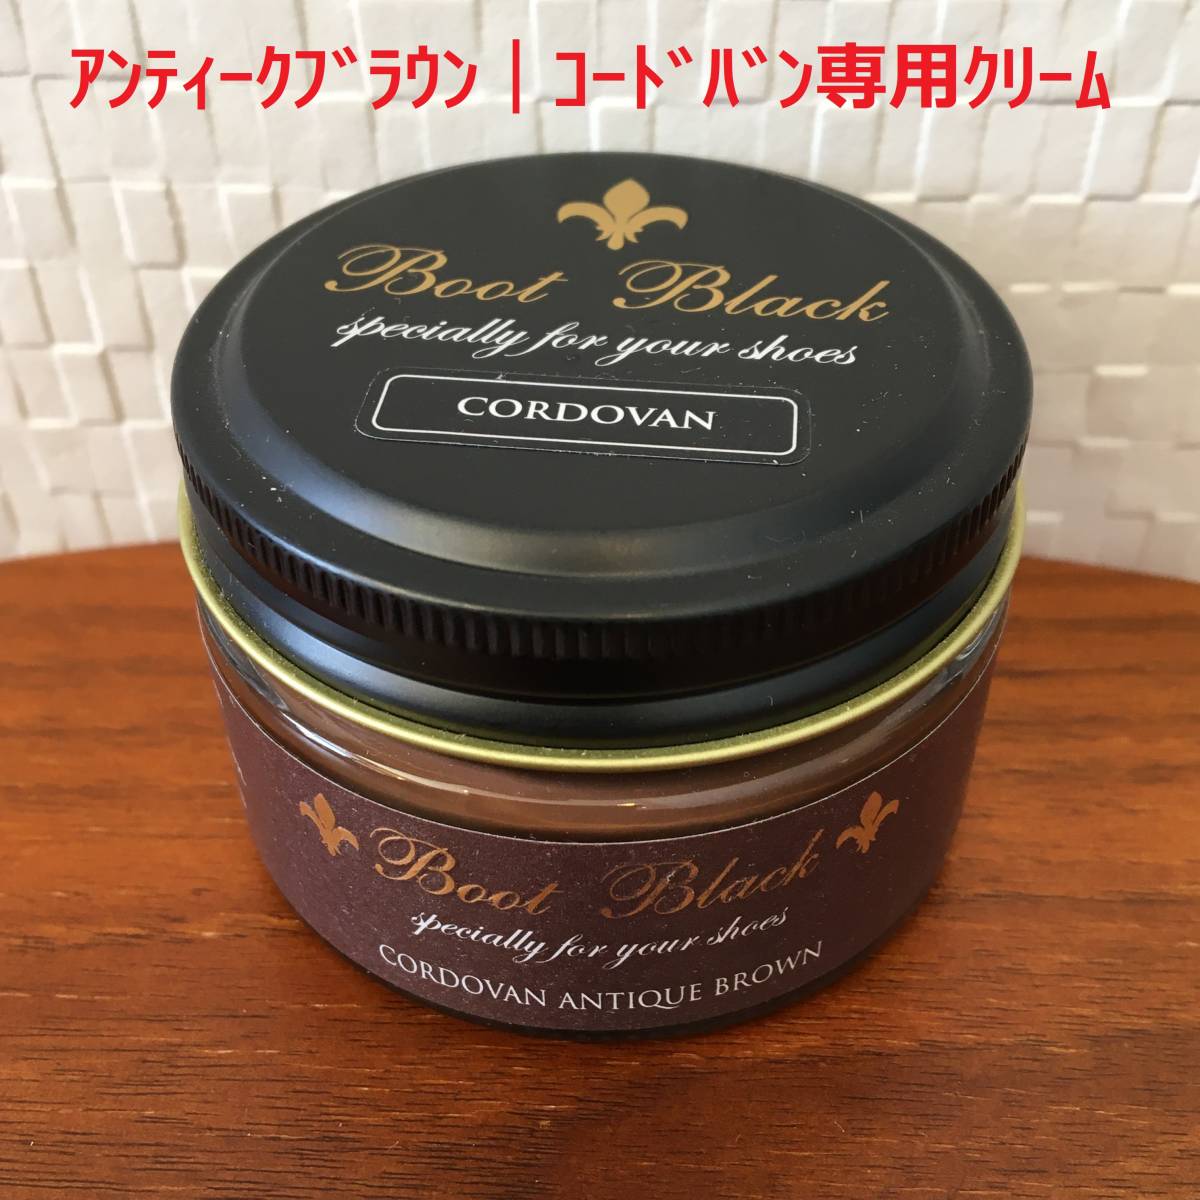 ｱﾝﾃｨｰｸﾌﾞﾗｳﾝ｜ｺｰﾄﾞﾊﾞﾝ専用ｸﾘｰﾑ
Boot Black
specially for your shoes
CORDOVAN
Boot Black
specially for your shoes
CORDOVAN ANTIQUE BROWN